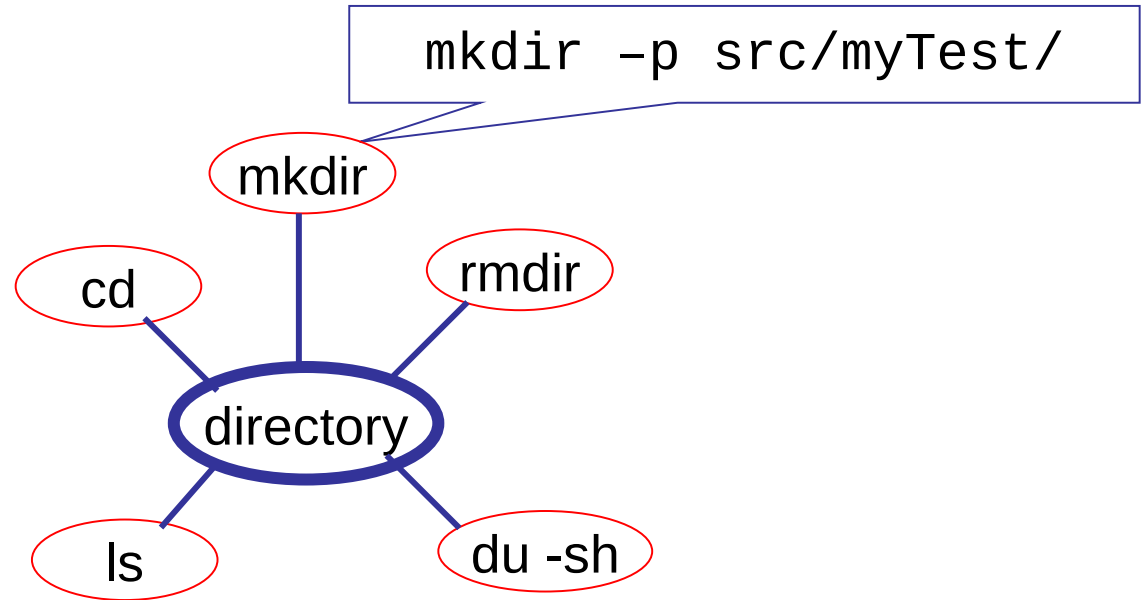 mkdir –p src/myTest/
mkdir
rmdir
cd
directory
ls
du -sh